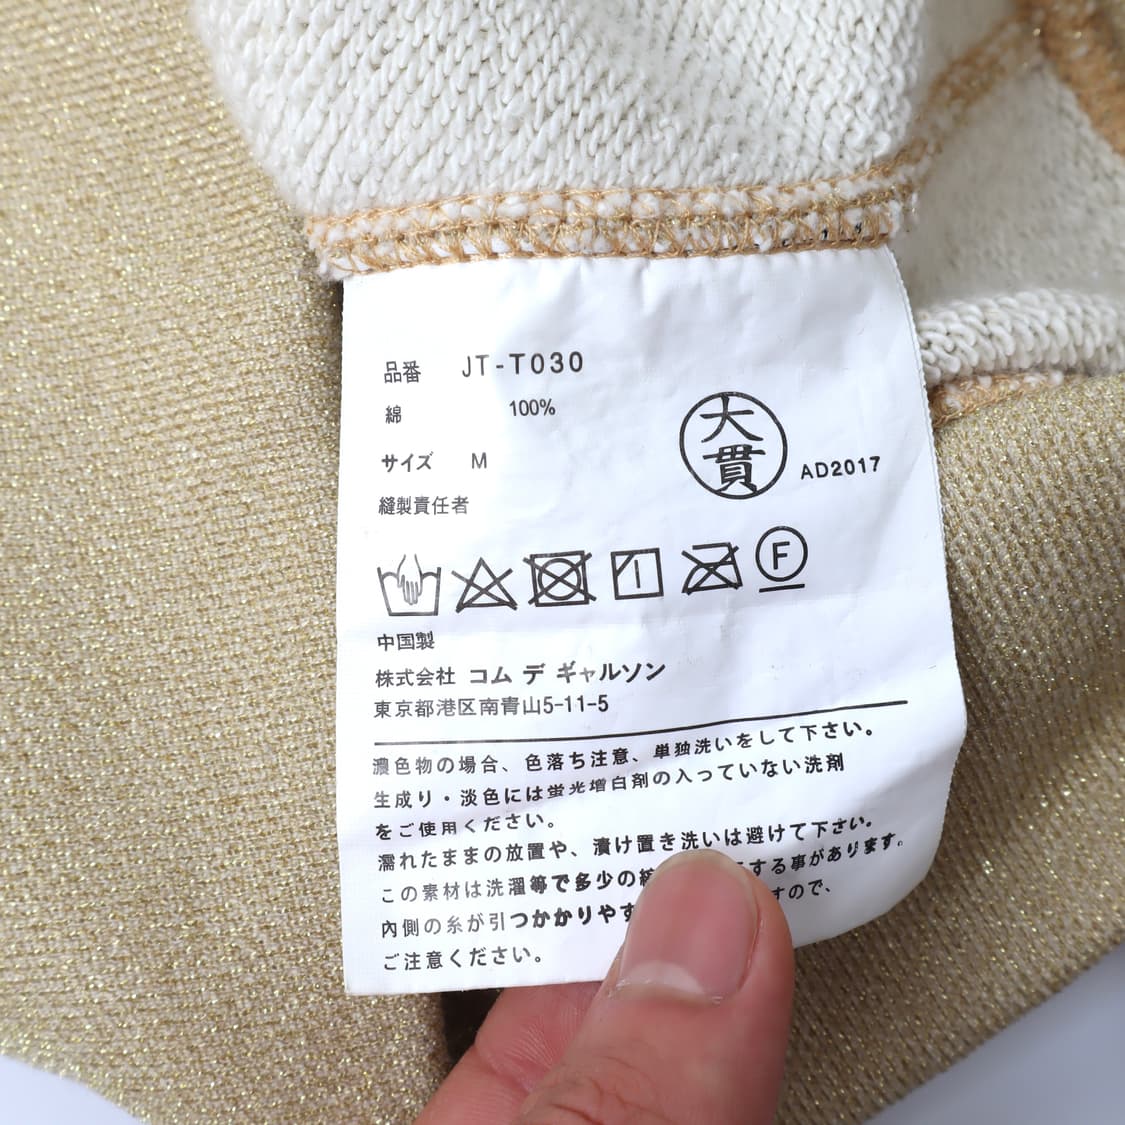 品番 JT-T030
綿 100%
サイズ M
縫製責任者
大貫
AD2017
F
中国製
株式会社 コム デ ギャルソン
東京都港区南青山5-11-5
濃色物の場合、色落ち注意、単独洗いをして下さい。
生成り・淡色には蛍光増白剤の入っていない洗剤
をご使用ください。
濡れたままの放置や、漬け置き洗いは避けて下さい。
この素材は洗濯等で多少の する事があります。
内側の糸が引つかかりやす すので、
ご注意ください。